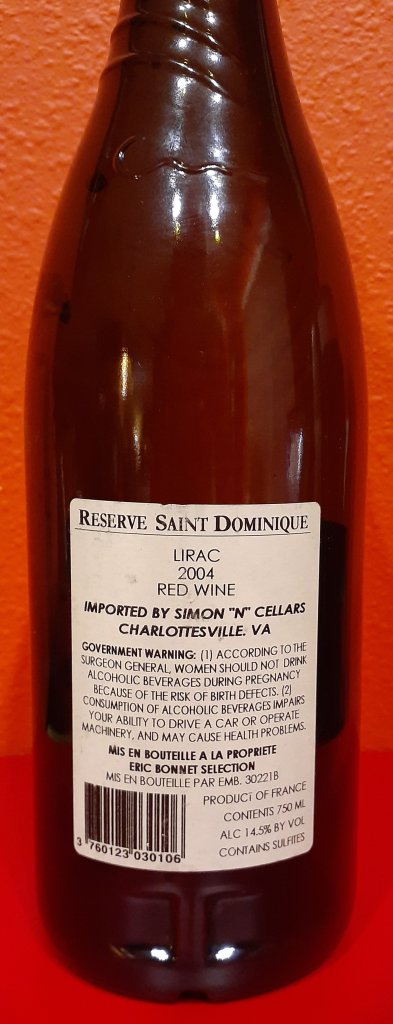 RESERVE SAINT DOMINIQUE
LIRAC
2004
RED WINE
IMPORTED BY SIMON "N" CELLARS
CHARLOTTESVILLE. VA
GOVERNMENT WARNING: (1) ACCORDING TO THE
SURGEON GENERAL, WOMEN SHOULD NOT DRINK
ALCOHOLIC BEVERAGES DURING PREGNANCY
BECAUSE OF THE RISK OF BIRTH DEFECTS. (2)
CONSUMPTION OF ALCOHOLIC BEVERAGES IMPAIRS
YOUR ABILITY TO DRIVE A CAR OR OPERATE
MACHINERY, AND MAY CAUSE HEALTH PROBLEMS.
MIS EN BOUTEILLE A LA PROPRIETE
ERIC BONNET SELECTION
MIS EN BOUTEILLE PAR EMB. 30221B
PRODUCT OF FRANCE
CONTENTS 750 ML
ALC 14.5% BY VOL
CONTAINS SULFITES
3 760123 030106